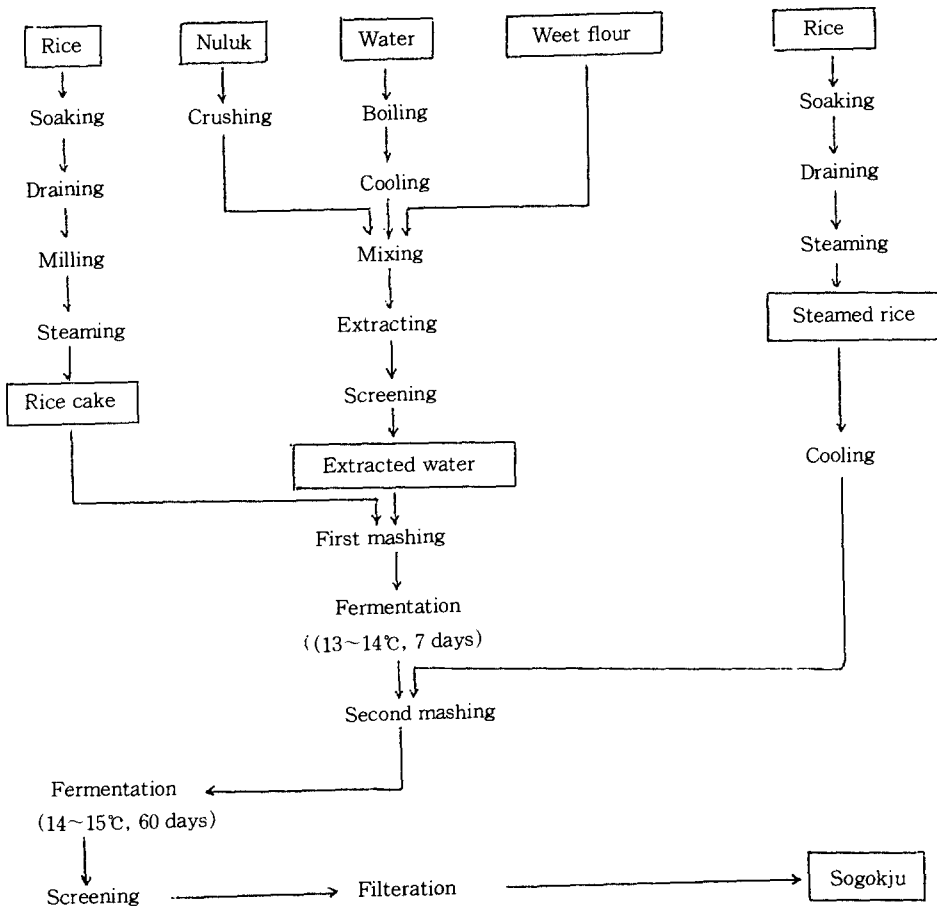 Rice
Nuluk
Water
Weet flour
Rice
Soaking
Crushing
Boiling
Soaking
Draining
Cooling
Draining
Milling
Mixing
Steaming
Steaming
Extracting
Steamed rice
Rice cake
Screening
Extracted water
Cooling
First mashing
Fermentation
((13~14℃, 7 days)
Second mashing
Fermentation
(14~15℃, 60 days)
Screening
Filteration
Sogokju